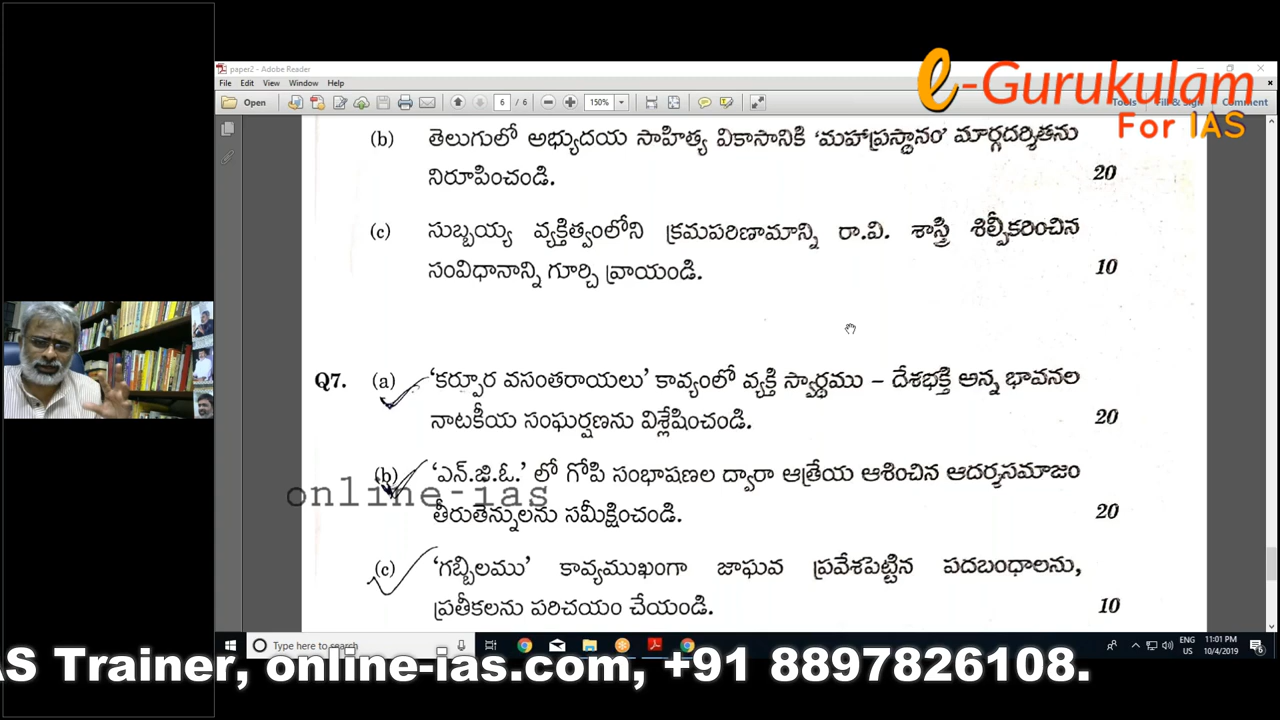 e-Gurukulam
For IAS
paper2 - Adobe Reader
File Edit View Window Help
Open 6 / 6 150% Tools Fill & Sign Comment
(b) తెలుగులో అభ్యుదయ సాహిత్య వికాసానికి ‘మహాప్రస్థానం’ మార్గదర్శితను
నిరూపించండి. 20
(c) సుబ్బయ్య వ్యక్తిత్వంలోని క్రమపరిణామాన్ని రా.వి. శాస్త్రి శిల్పీకరించిన
సంవిధానాన్ని గూర్చి వ్రాయండి. 10
Q7. (a) ‘కర్పూర వసంతరాయలు’ కావ్యంలో వ్యక్తి స్వార్థము – దేశభక్తి అన్న భావనల
నాటకీయ సంఘర్షణను విశ్లేషించండి. 20
(b) ‘ఎన్.జి.ఓ.’ లో గోపి సంభాషణల ద్వారా ఆత్రేయ ఆశించిన ఆదర్శసమాజం
online-ias
తీరుతెన్నులను సమీక్షించండి. 20
(c) ‘గబ్బిలము’ కావ్యముఖంగా జాషువ ప్రవేశపెట్టిన పదబంధాలను,
ప్రతీకలను పరిచయం చేయండి. 10
Type here to search
ENG 11:01 PM
US 10/4/2019
AS Trainer, online-ias.com, +91 8897826108.